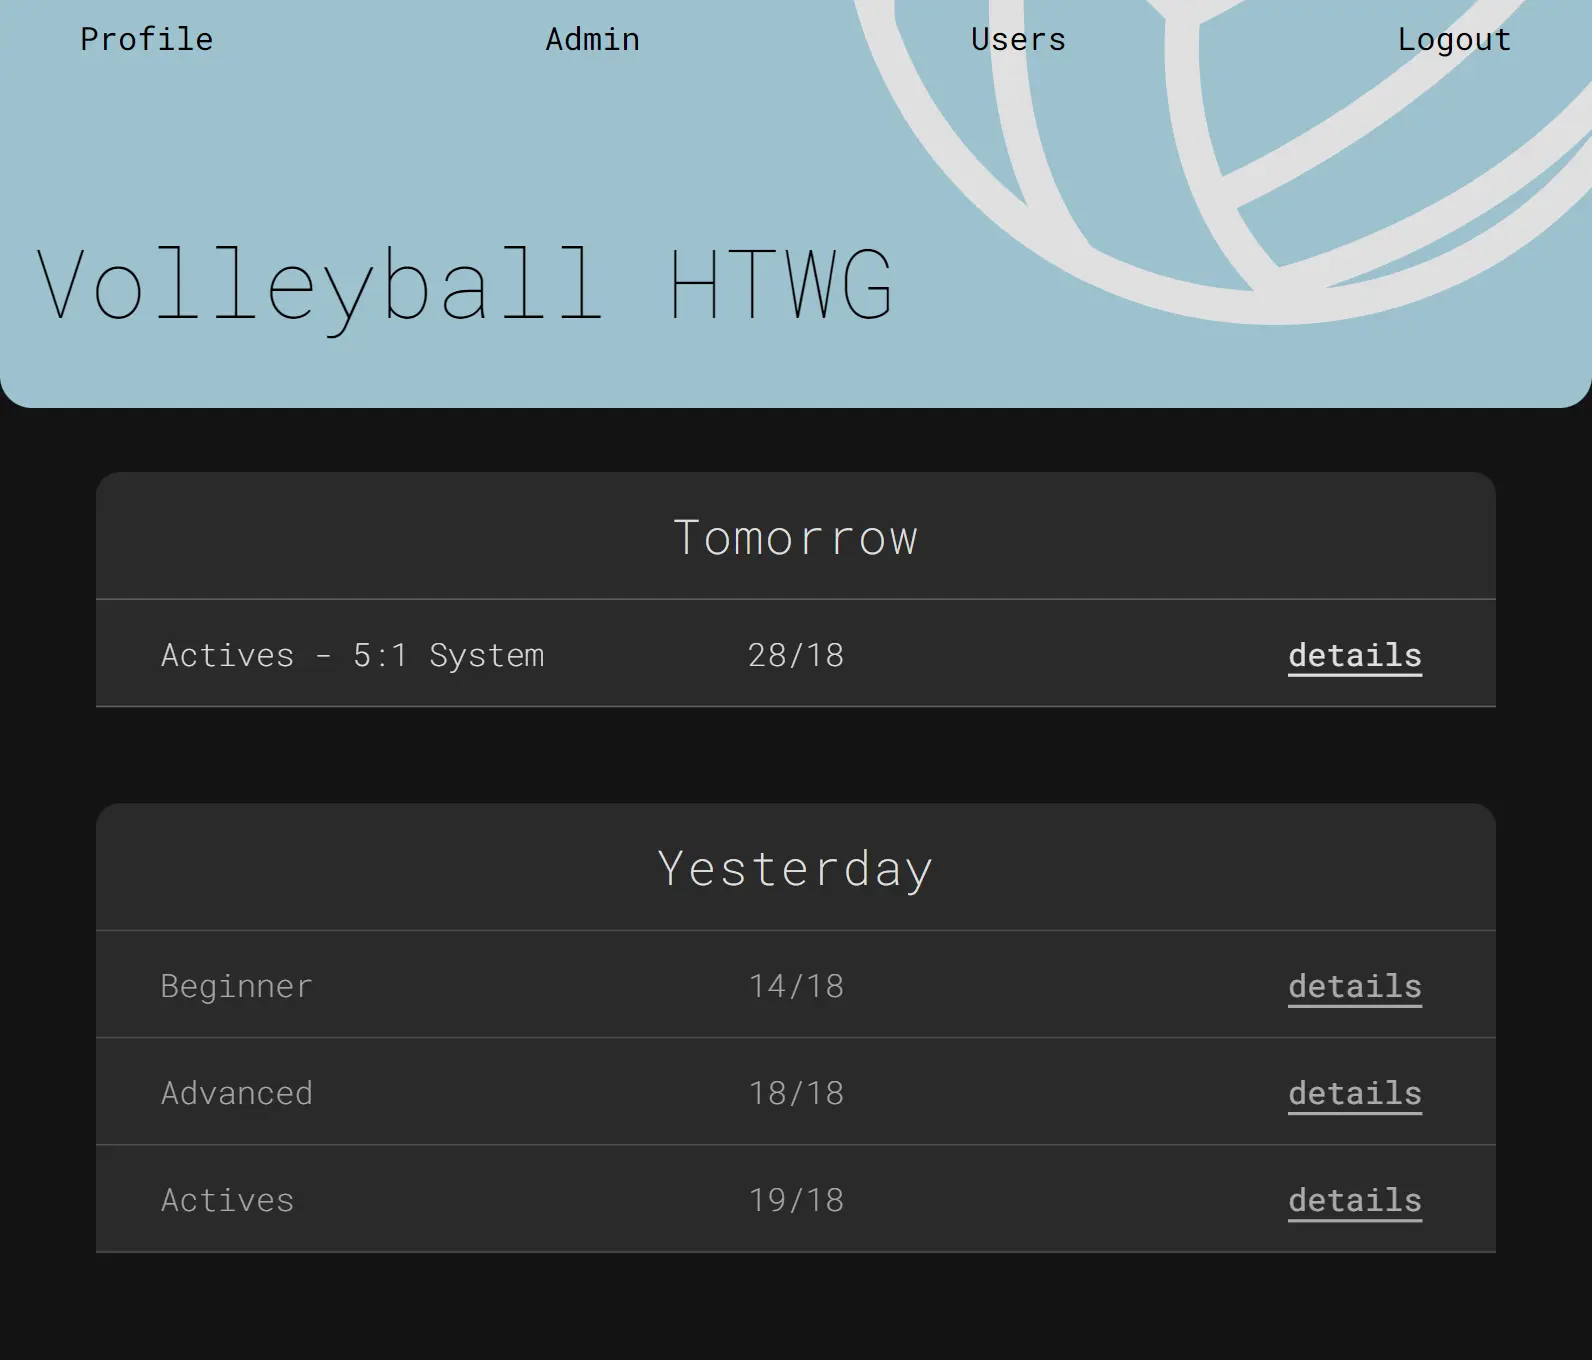 Profile Admin Users Logout
Volleyball HTWG
Tomorrow
Actives - 5:1 System 28/18 details
Yesterday
Beginner 14/18 details
Advanced 18/18 details
Actives 19/18 details